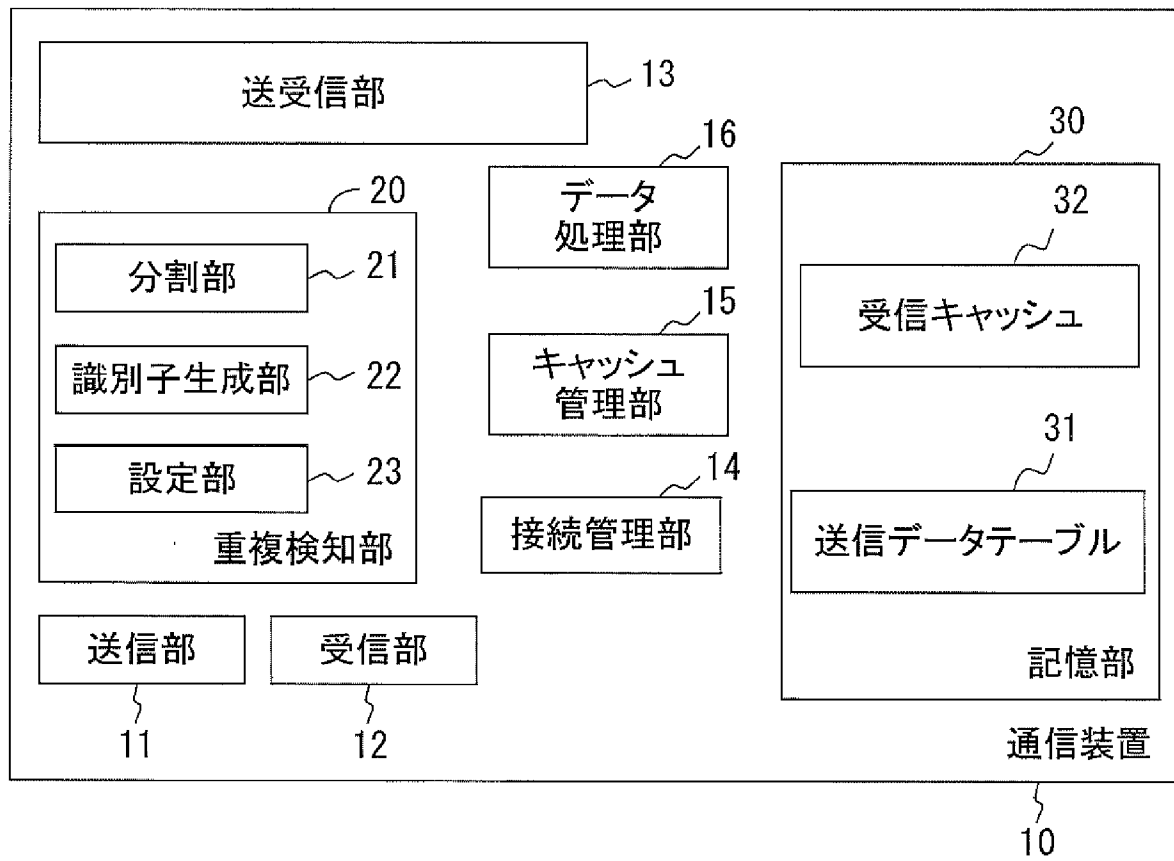 送受信部
13
16
データ
処理部
30
20
32
分割部
21
受信キャッシュ
15
識別子生成部
22
キャッシュ
管理部
31
設定部
23
14
重複検知部
接続管理部
送信データテーブル
送信部
受信部
記憶部
11
12
通信装置
10